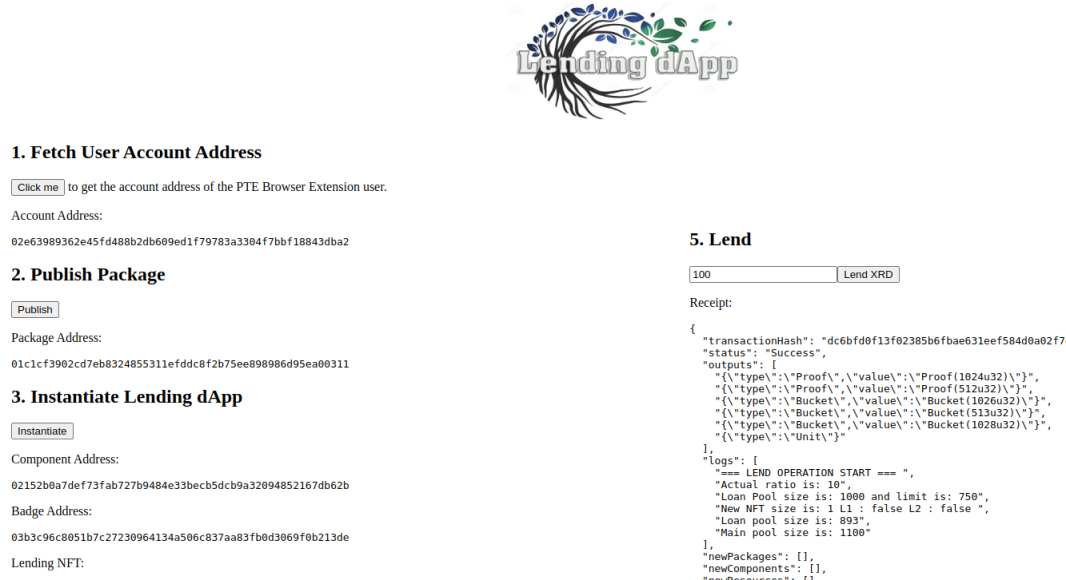 Lending dApp
1. Fetch User Account Address
Click me to get the account address of the PTE Browser Extension user.
Account Address:
02e63989362e45fd488b2db609ed1f79783a3304f7bbf18843dba2
2. Publish Package
Publish
Package Address:
01c1cf3902cd7eb8324855311efddc8f2b75ee898986d95ea00311
3. Instantiate Lending dApp
Instantiate
Component Address:
02152b0a7def73fab727b9484e33becb5dcb9a32094852167db62b
Badge Address:
03b3c96c8051b7c27230964134a506c837aa83fb0d3069f0b213de
Lending NFT:
5. Lend
100 Lend XRD
Receipt:
{
"transactionHash": "dc6bfd0f13f02385b6fbae631eef584d0a02f7
"status": "Success",
"outputs": [
"{\"type\":\"Proof\",\"value\":\"Proof(1024u32)\"}",
"{\"type\":\"Proof\",\"value\":\"Proof(512u32)\"}",
"{\"type\":\"Bucket\",\"value\":\"Bucket(1026u32)\"}",
"{\"type\":\"Bucket\",\"value\":\"Bucket(513u32)\"}",
"{\"type\":\"Bucket\",\"value\":\"Bucket(1028u32)\"}",
"{\"type\":\"Unit\"}"
],
"logs": [
"=== LEND OPERATION START === ",
"Actual ratio is: 10",
"Loan Pool size is: 1000 and limit is: 750",
"New NFT size is: 1 L1 : false L2 : false ",
"Loan pool size is: 893",
"Main pool size is: 1100"
],
"newPackages": [],
"newComponents": [],
"newResources": []